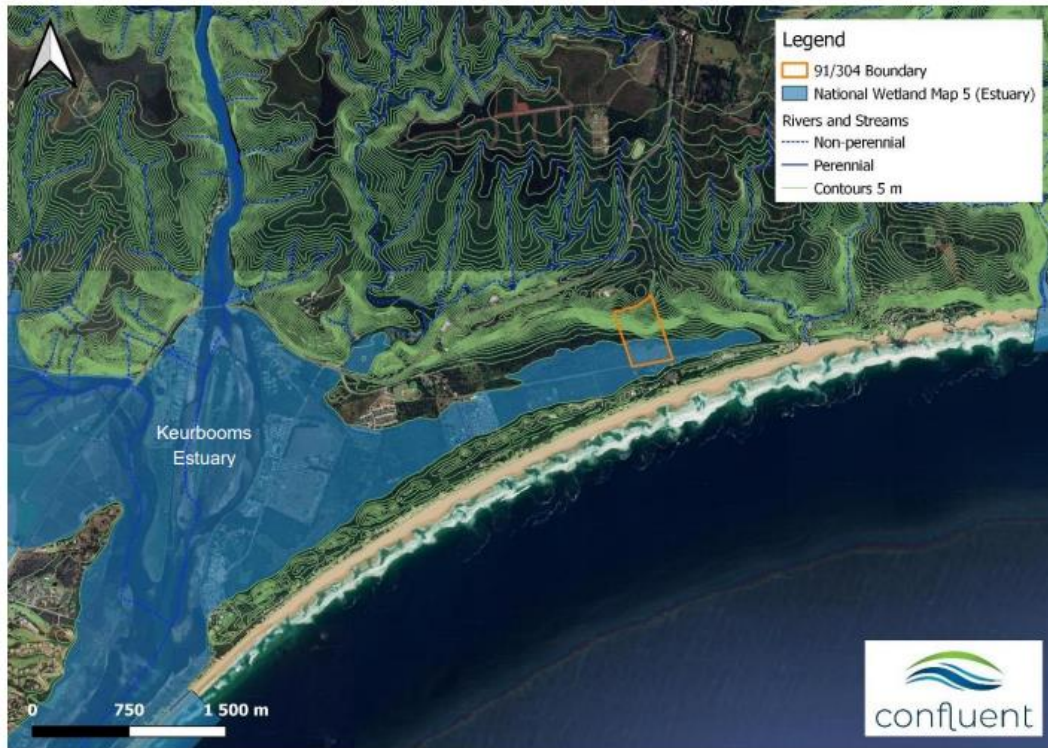 Legend
91/304 Boundary
National Wetland Map 5 (Estuary)
Rivers and Streams
Non-perennial
Perennial
Contours 5 m
Keurbooms
Estuary
0 750 1 500 m
confluent